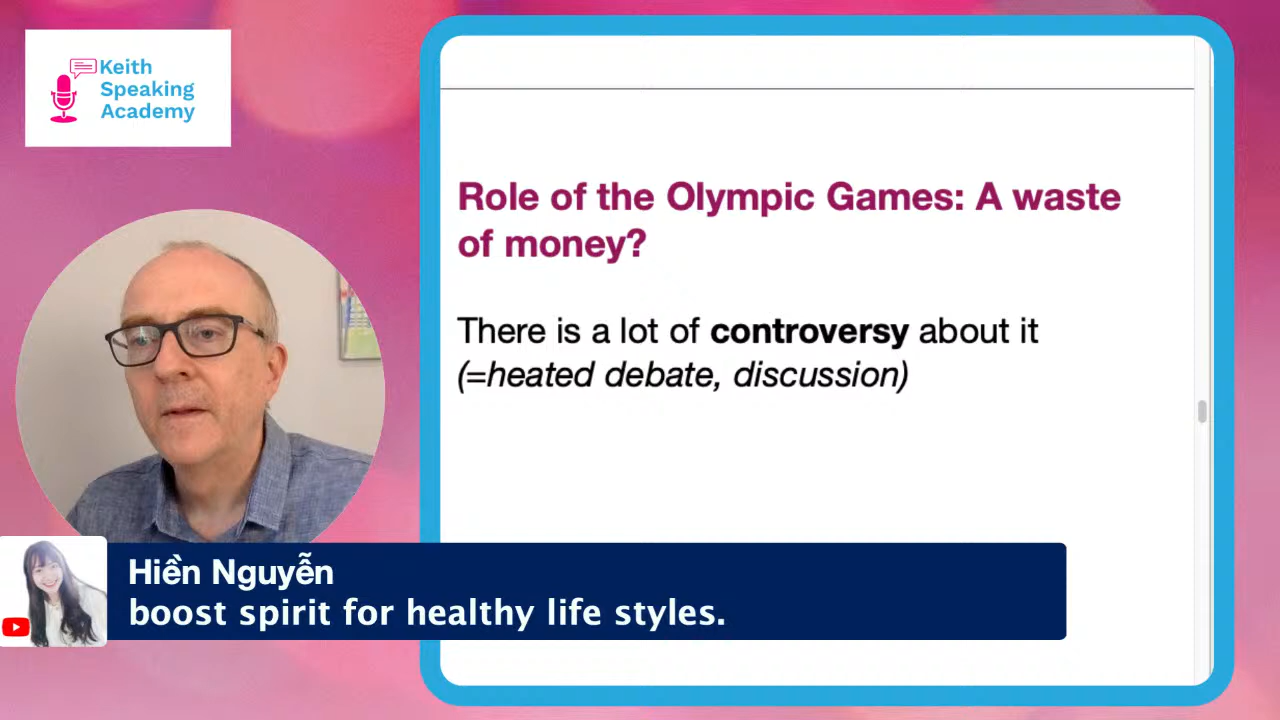 Keith
Speaking
Academy
Role of the Olympic Games: A waste
of money?
There is a lot of controversy about it
(=heated debate, discussion)
Hiền Nguyễn
boost spirit for healthy life styles.